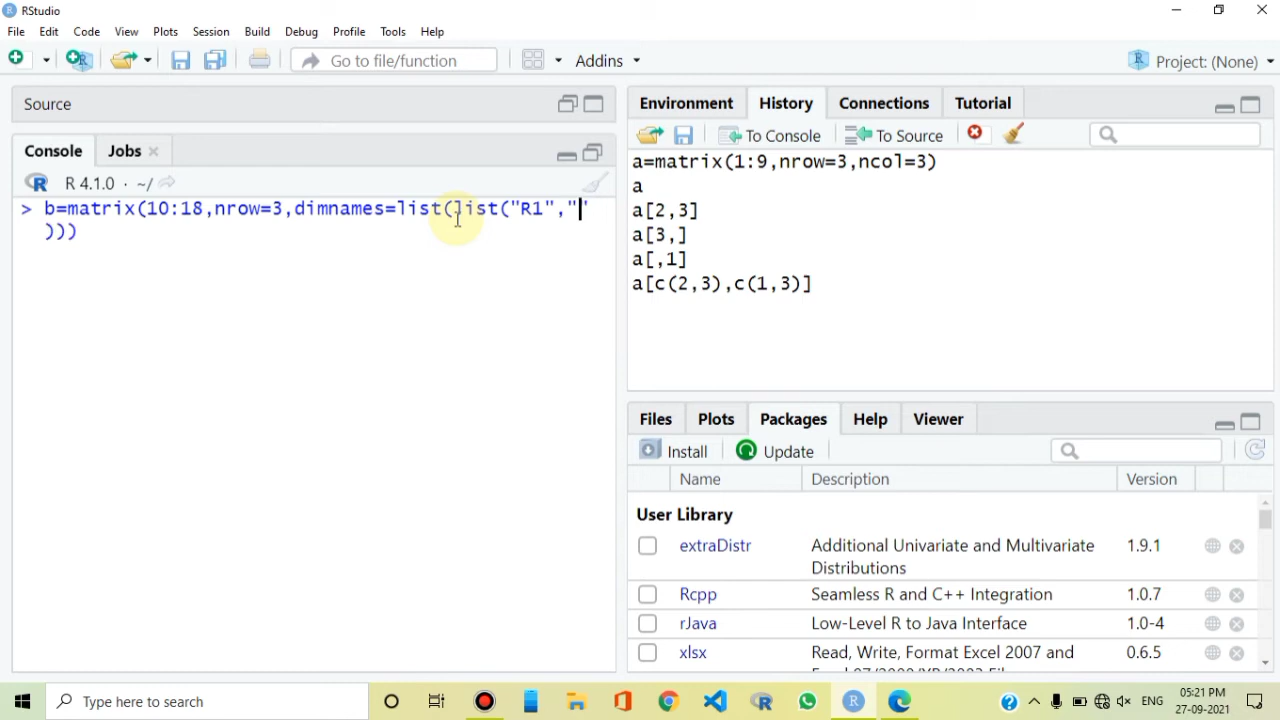 RStudio
File Edit Code View Plots Session Build Debug Profile Tools Help
Go to file/function Addins Project: (None)
Source
Console Jobs
R 4.1.0 · ~/
> b=matrix(10:18,nrow=3,dimnames=list(list("R1",""
)))
Environment History Connections Tutorial
To Console To Source
a=matrix(1:9,nrow=3,ncol=3)
a
a[2,3]
a[3,]
a[,1]
a[c(2,3),c(1,3)]
Files Plots Packages Help Viewer
Install Update
Name Description Version
User Library
extraDistr Additional Univariate and Multivariate 1.9.1
Distributions
Rcpp Seamless R and C++ Integration 1.0.7
rJava Low-Level R to Java Interface 1.0-4
xlsx Read, Write, Format Excel 2007 and 0.6.5
Type here to search
ENG
05:21 PM
27-09-2021